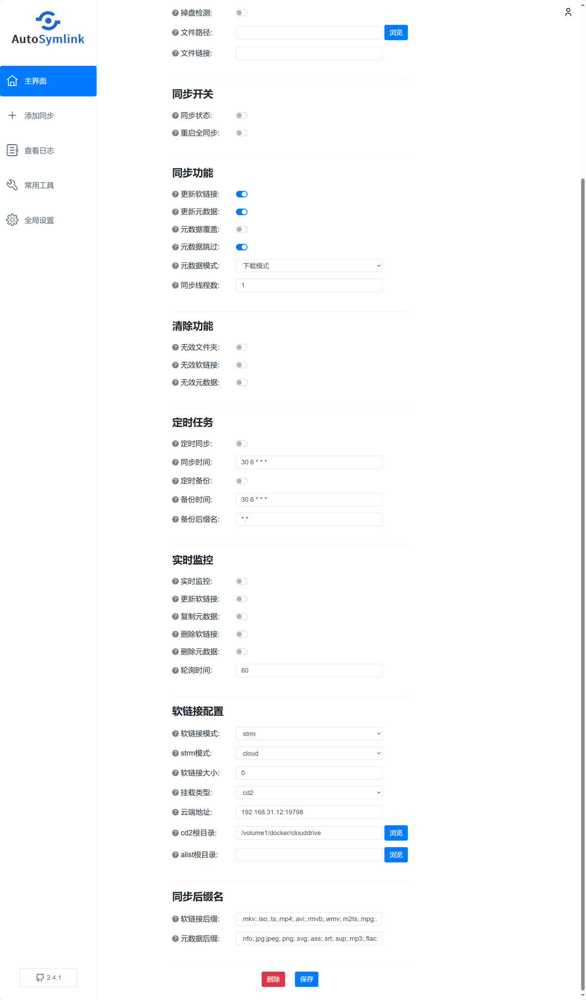 AutoSymlink
主界面
添加同步
查看日志
常用工具
全局设置
2.4.1
掉盘检测:
文件路径: 浏览
文件链接:
同步开关
同步状态:
重启全同步:
同步功能
更新软链接:
更新元数据:
元数据覆盖:
元数据跳过:
元数据模式: 下载模式
同步线程数: 1
清除功能
无效文件夹:
无效软链接:
无效元数据:
定时任务
定时同步:
同步时间: 30 6 * * *
定时备份:
备份时间: 30 6 * * *
备份后缀名: *.*
实时监控
实时监控:
更新软链接:
复制元数据:
删除软链接:
删除元数据:
轮询时间: 60
软链接配置
软链接模式: strm
strm模式: cloud
软链接大小: 0
挂载类型: cd2
云端地址: 192.168.31.12:19798
cd2根目录: /volume1/docker/clouddrive 浏览
alist根目录: 浏览
同步后缀名
软链接后缀: .mkv;.iso;.ts;.mp4;.avi;.rmvb;.wmv;.m2ts;.mpg;.
元数据后缀: .nfo;.jpg;jpeg;.png;.svg;.ass;.srt;.sup;.mp3;.flac;
删除 保存